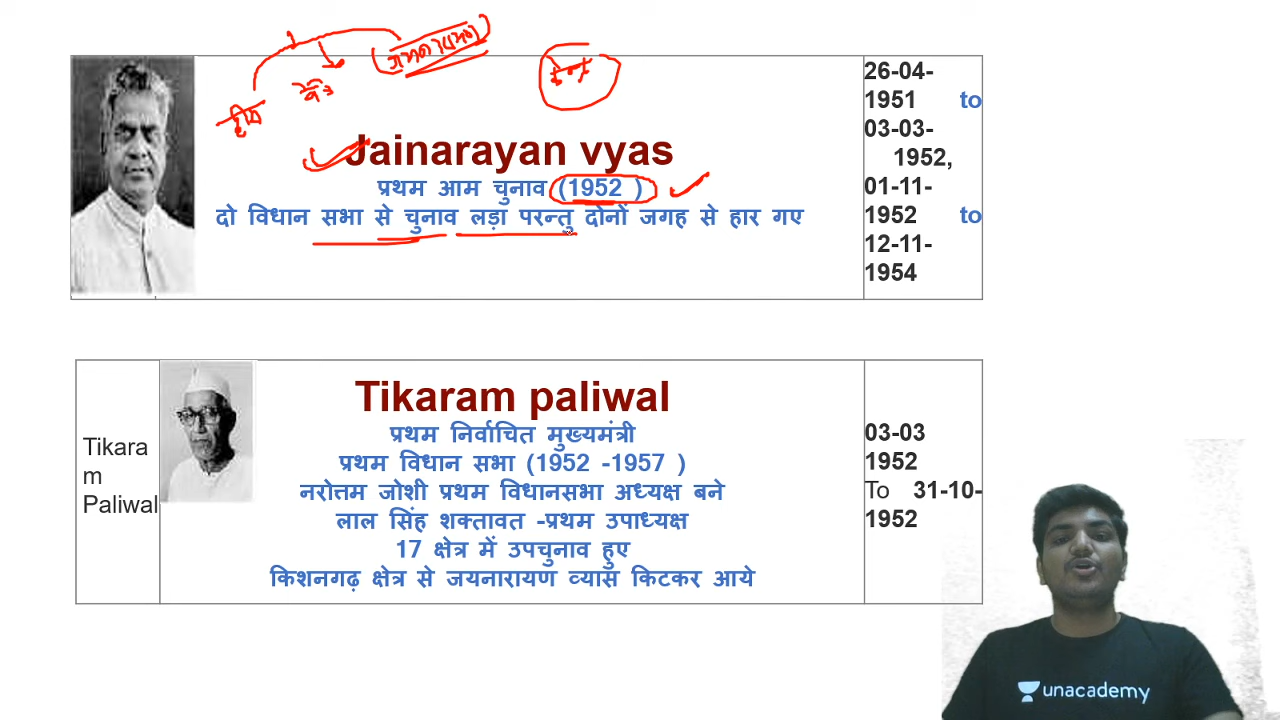 Jainarayan vyas
प्रथम आम चुनाव (1952 )
दो विधान सभा से चुनाव लड़ा परन्तु दोनों जगह से हार गए
26-04-
1951 to
03-03-
1952,
01-11-
1952 to
12-11-
1954
Tikara
m
Paliwal
Tikaram paliwal
प्रथम निर्वाचित मुख्यमंत्री
प्रथम विधान सभा (1952 -1957 )
नरोत्तम जोशी प्रथम विधानसभा अध्यक्ष बने
लाल सिंह शक्तावत -प्रथम उपाध्यक्ष
17 क्षेत्र में उपचुनाव हुए
किशनगढ़ क्षेत्र से जयनारायण व्यास किटकर आये
03-03
1952
To 31-10-
1952
unacademy